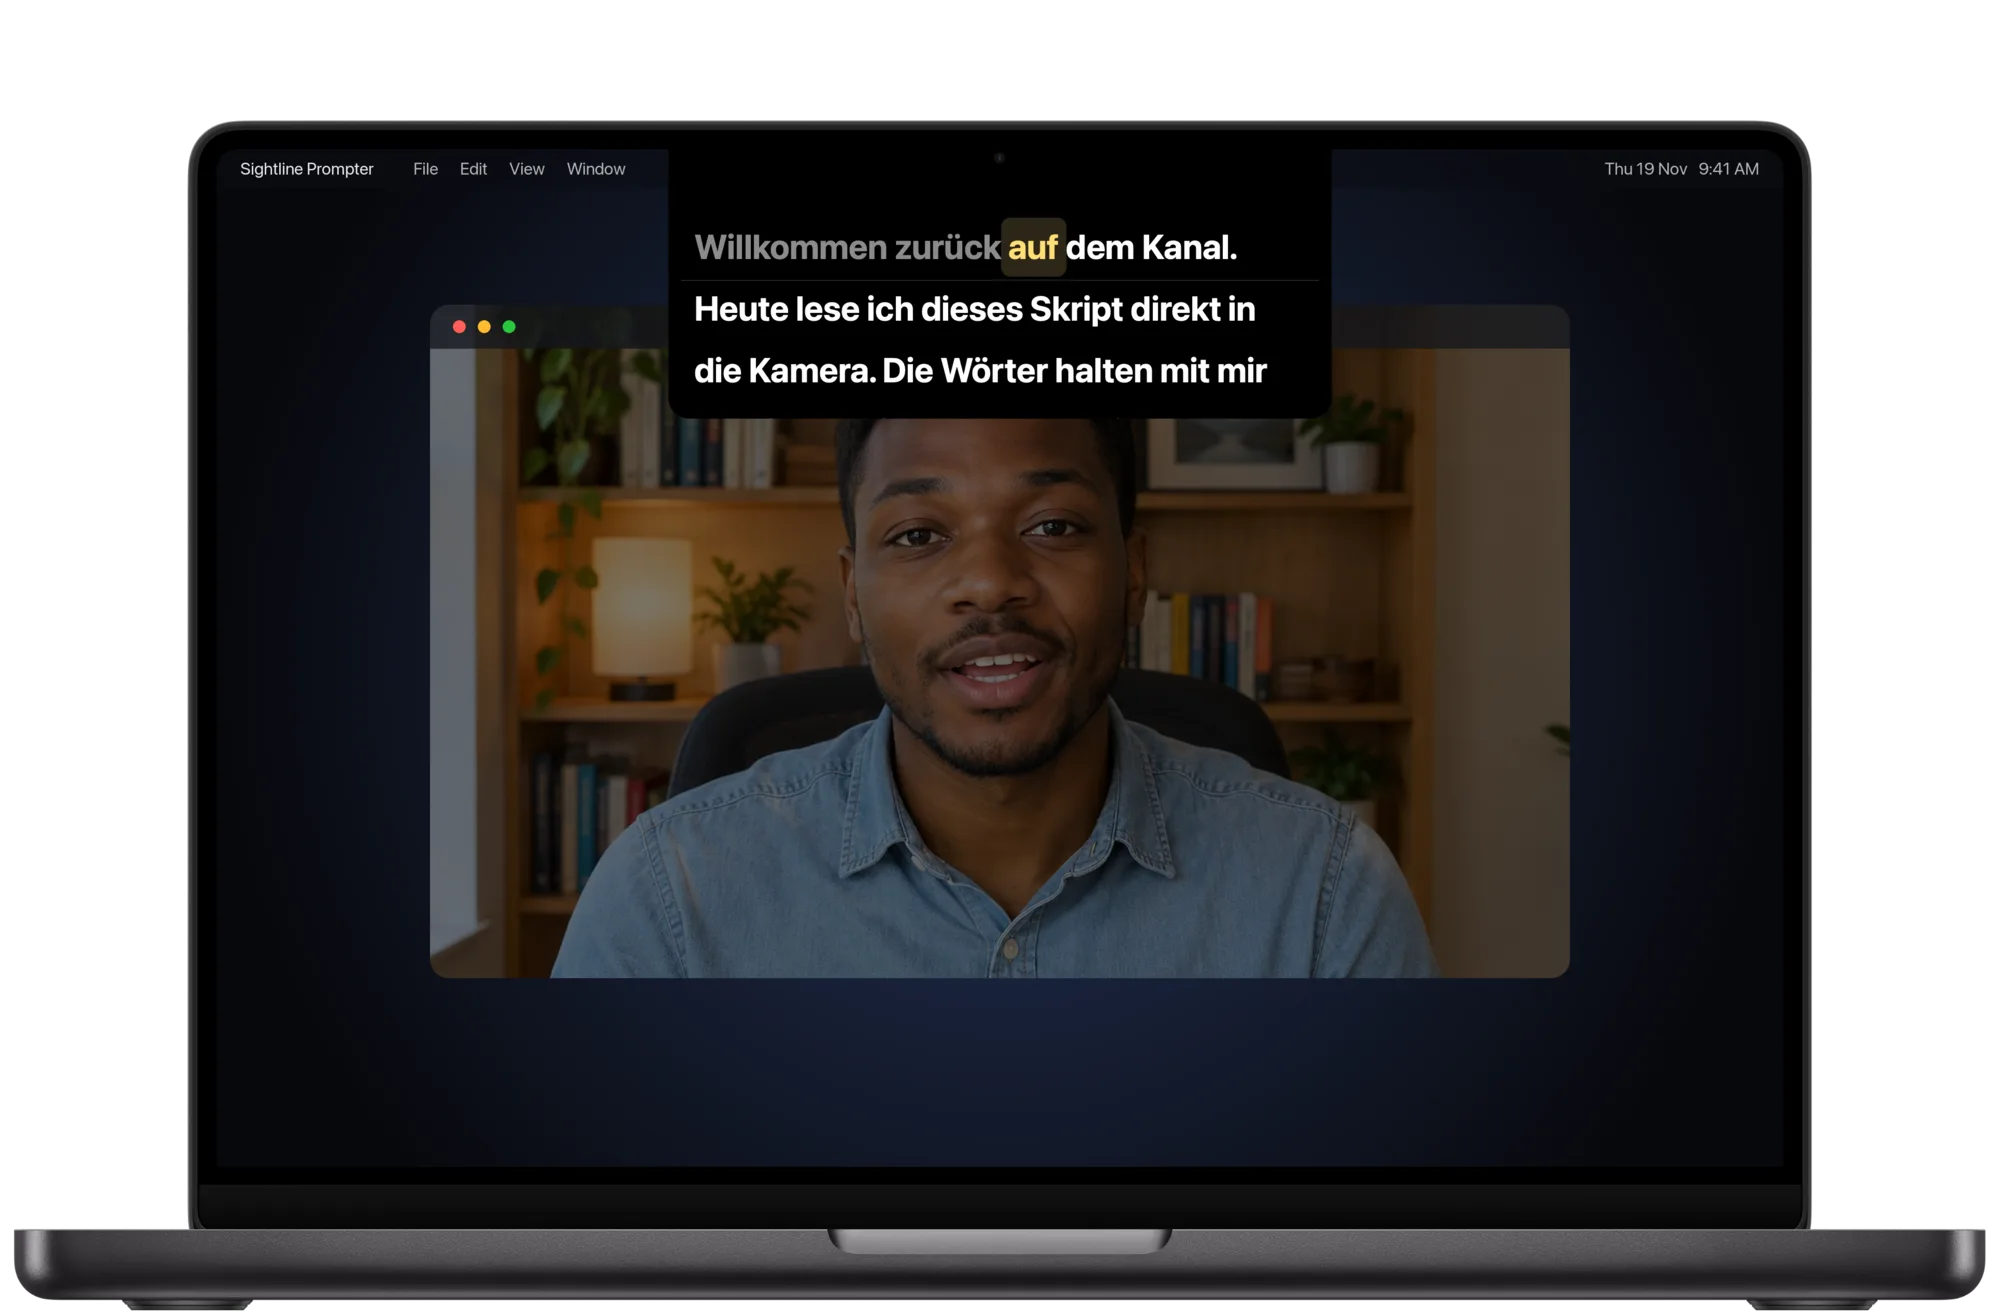 Sightline Prompter File Edit View Window Thu 19 Nov 9:41 AM
Willkommen zurück auf dem Kanal.
Heute lese ich dieses Skript direkt in
die Kamera. Die Wörter halten mit mir